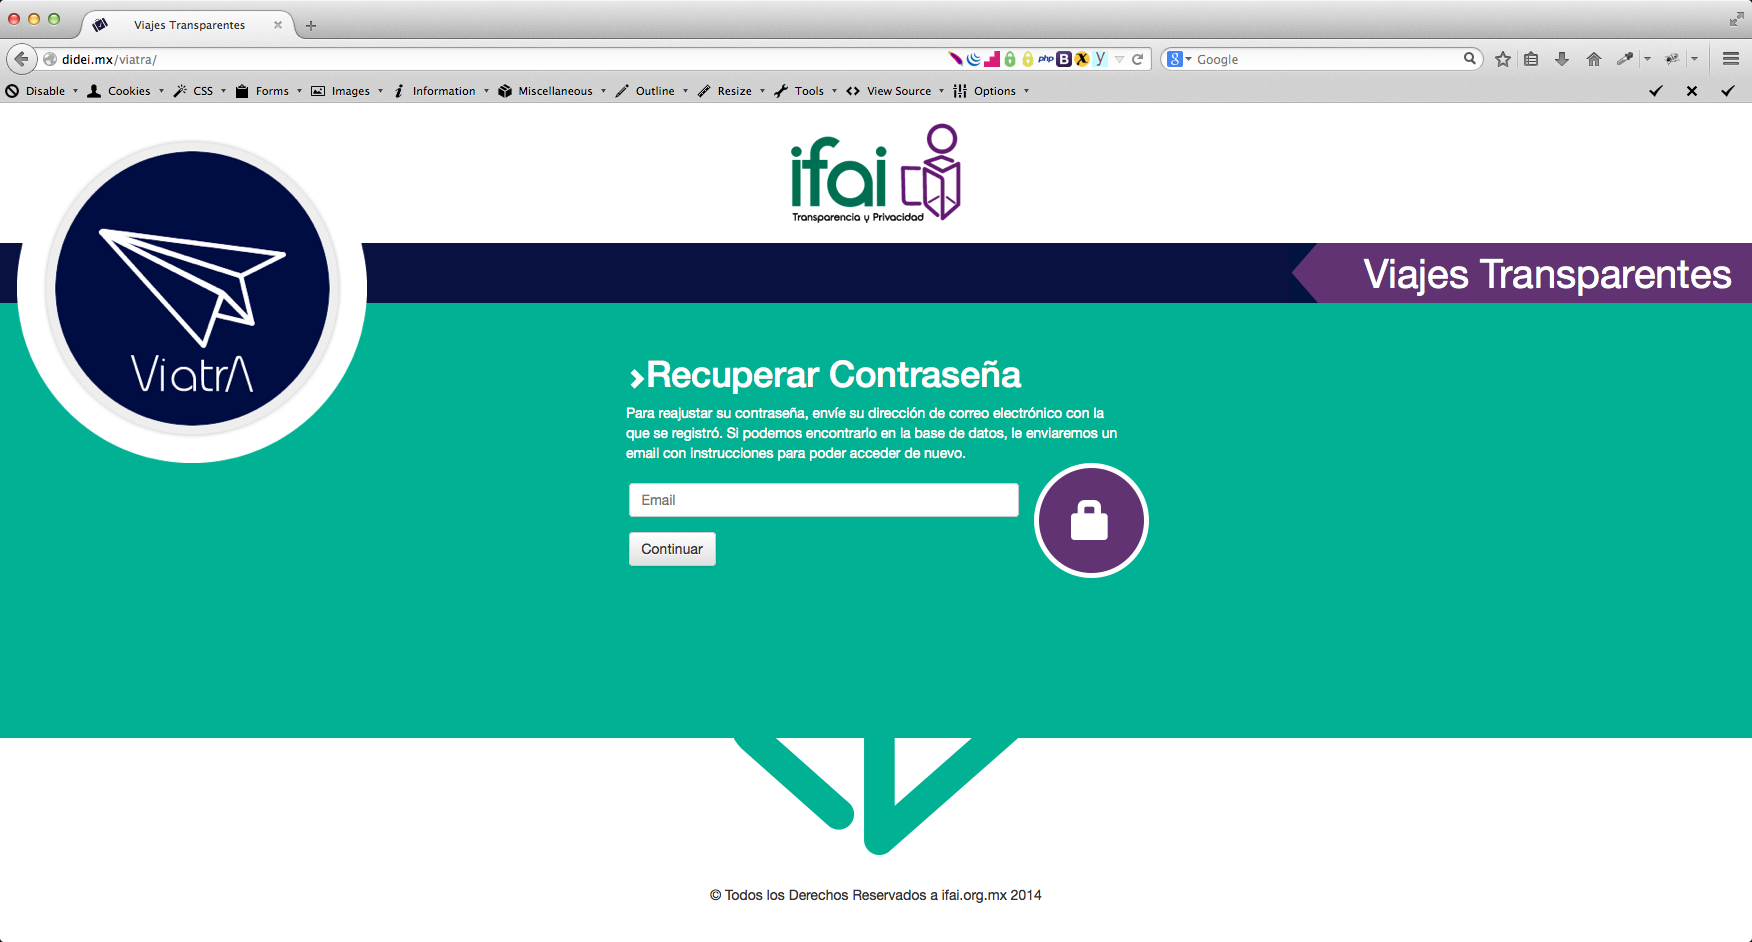 Viajes Transparentes
didei.mx/viatra/
php B X y
8 Google
Disable Cookies CSS Forms Images Information Miscellaneous Outline Resize Tools View Source Options
ifai
Transparencia y Privacidad
Viajes Transparentes
ViatrA
Recuperar Contraseña
Para reajustar su contraseña, envíe su dirección de correo electrónico con la
que se registró. Si podemos encontrarlo en la base de datos, le enviaremos un
email con instrucciones para poder acceder de nuevo.
Email
Continuar
© Todos los Derechos Reservados a ifai.org.mx 2014